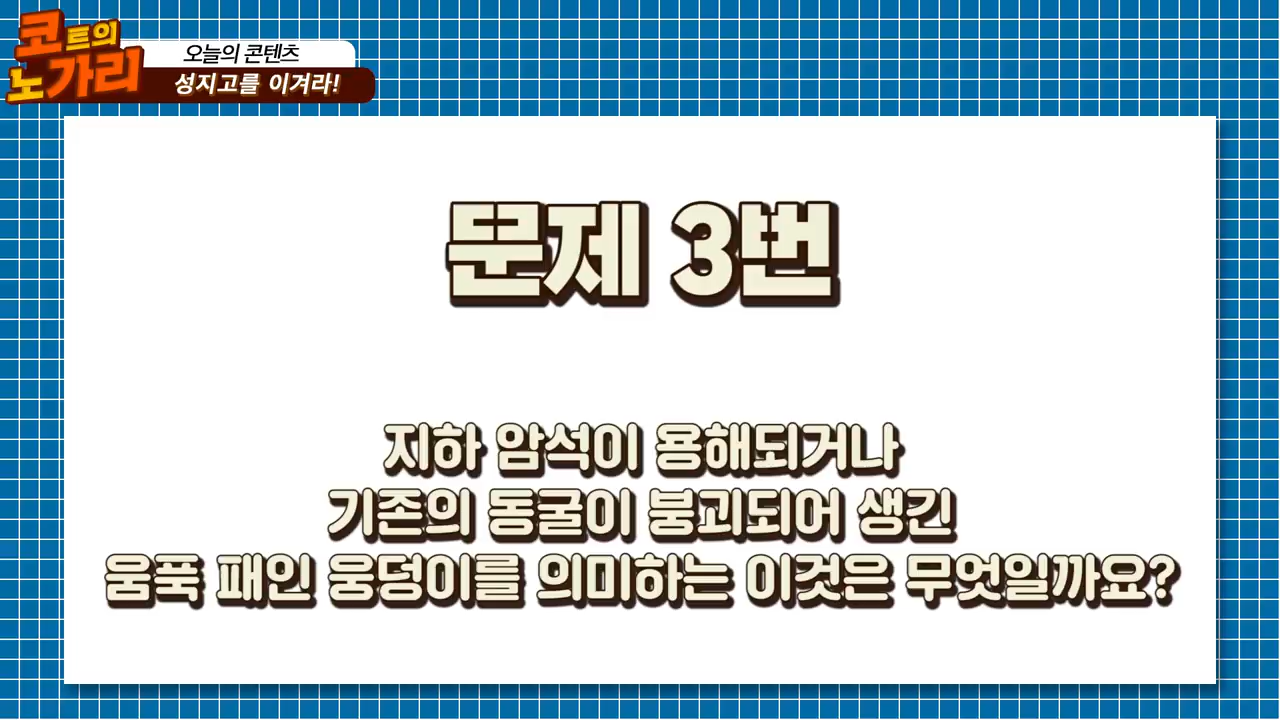 코트의
노가리
오늘의 콘텐츠
성지고를 이겨라!
문제 3번
지하 암석이 용해되거나
기존의 동굴이 붕괴되어 생긴
움푹 패인 웅덩이를 의미하는 이것은 무엇일까요?